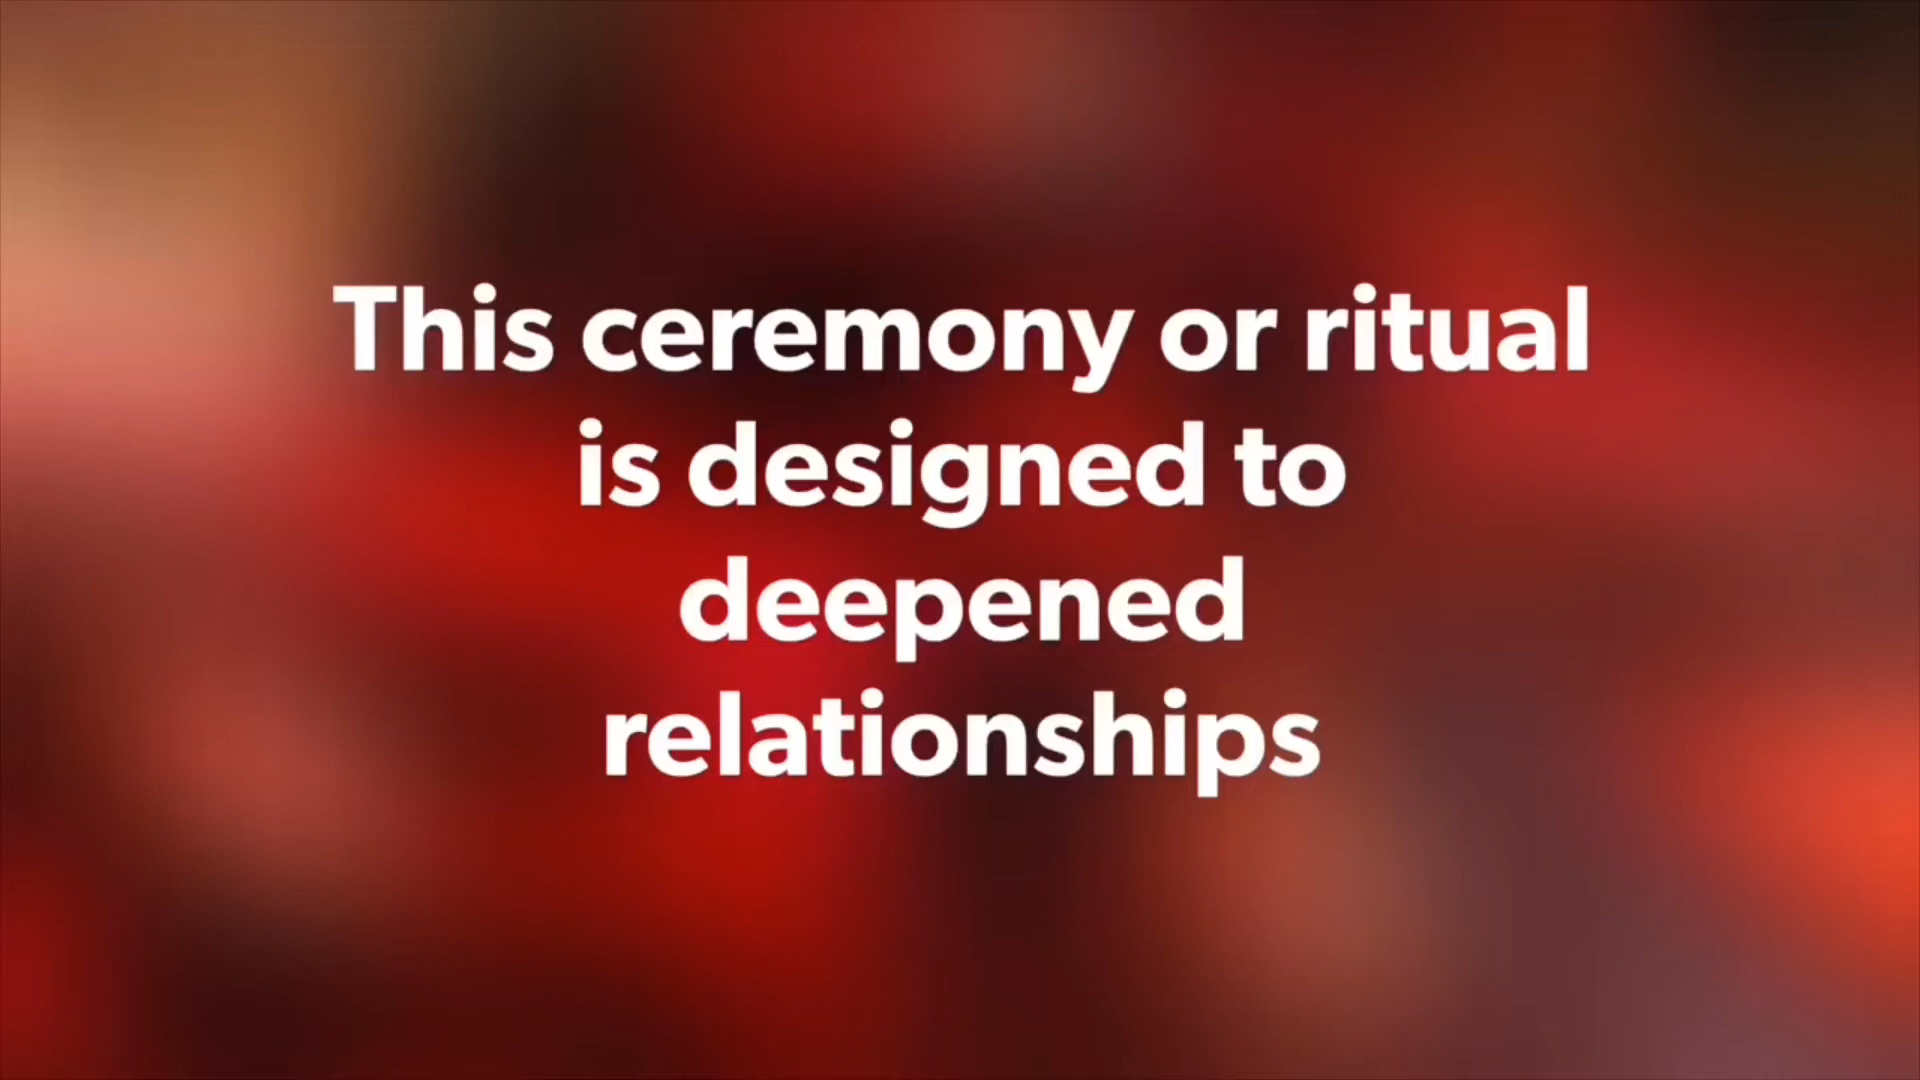 This ceremony or ritual
is designed to
deepened
relationships